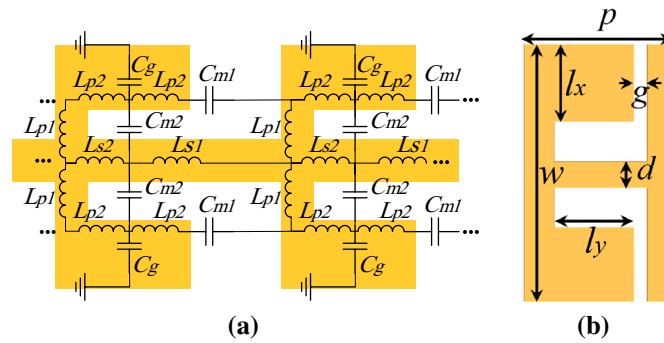 Cg Cg
Lp2 Lp2 Cm1 Lp2 Lp2 Cm1
... ...
Lp1 Cm2 Lp1 Cm2
Ls2 Ls1 Ls2 Ls1
... ...
Lp1 Cm2 Lp1 Cm2
Lp2 Lp2 Cm1 Lp2 Lp2 Cm1
... ...
Cg Cg
(a)
p
lx
g
w
d
ly
(b)